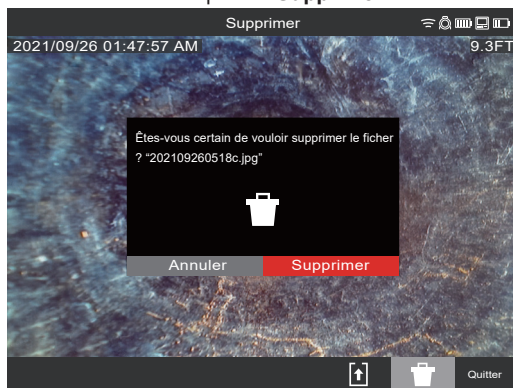 Supprimer
2021/09/26 01:47:57 AM
9.3FT
Êtes-vous certain de vouloir supprimer le ficher
? “202109260518c.jpg”
Annuler
Supprimer
Quitter